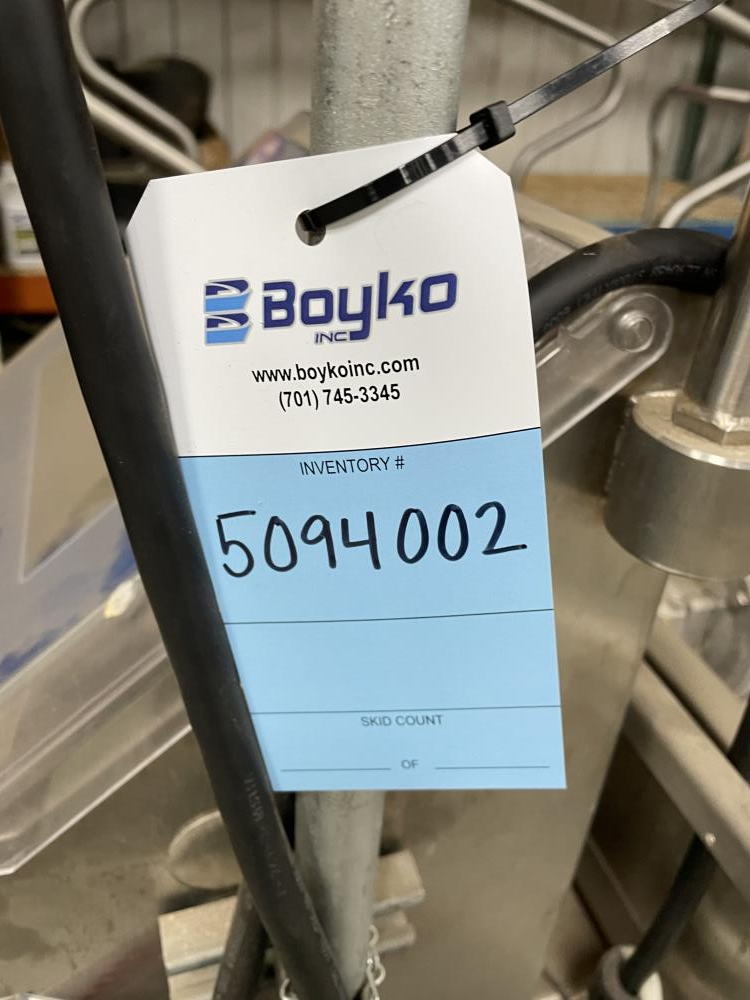 Boyko
INC
www.boykoinc.com
(701) 745-3345
INVENTORY #
5094002
SKID COUNT
OF